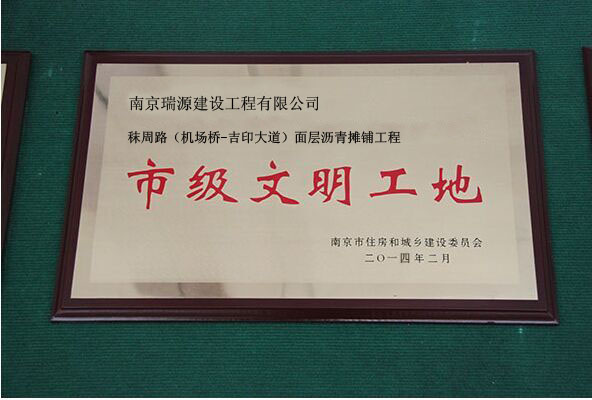 南京瑞源建设工程有限公司
秣周路（机场桥-吉印大道）面层沥青摊铺工程
市级文明工地
南京市住房和城乡建设委员会
二〇一四年二月